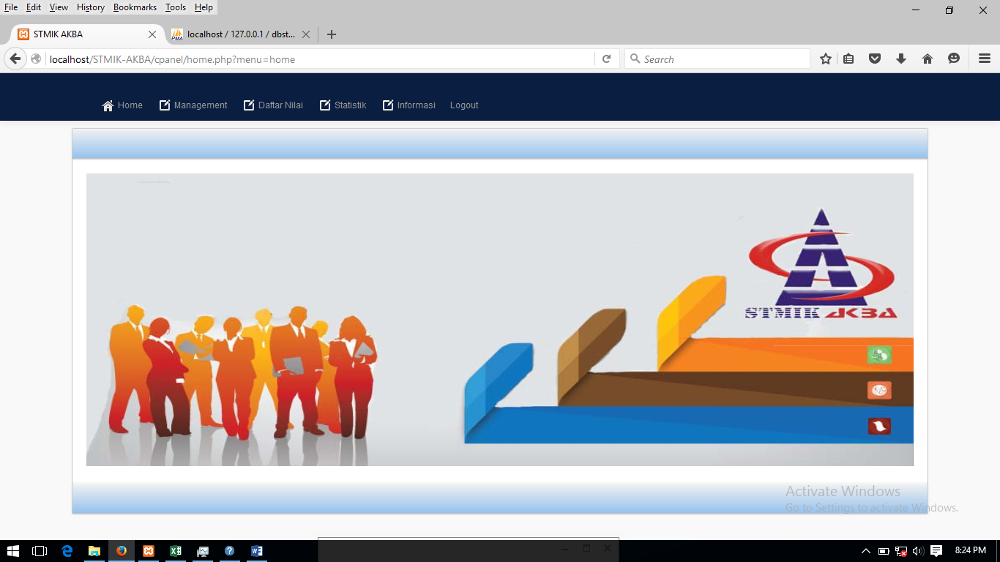 File Edit View History Bookmarks Tools Help
STMIK AKBA
localhost / 127.0.0.1 / dbst...
localhost/STMIK-AKBA/cpanel/home.php?menu=home
Search
Home Management Daftar Nilai Statistik Informasi Logout
STMIK AKBA
Activate Windows
Go to Settings to activate Windows.
8:24 PM